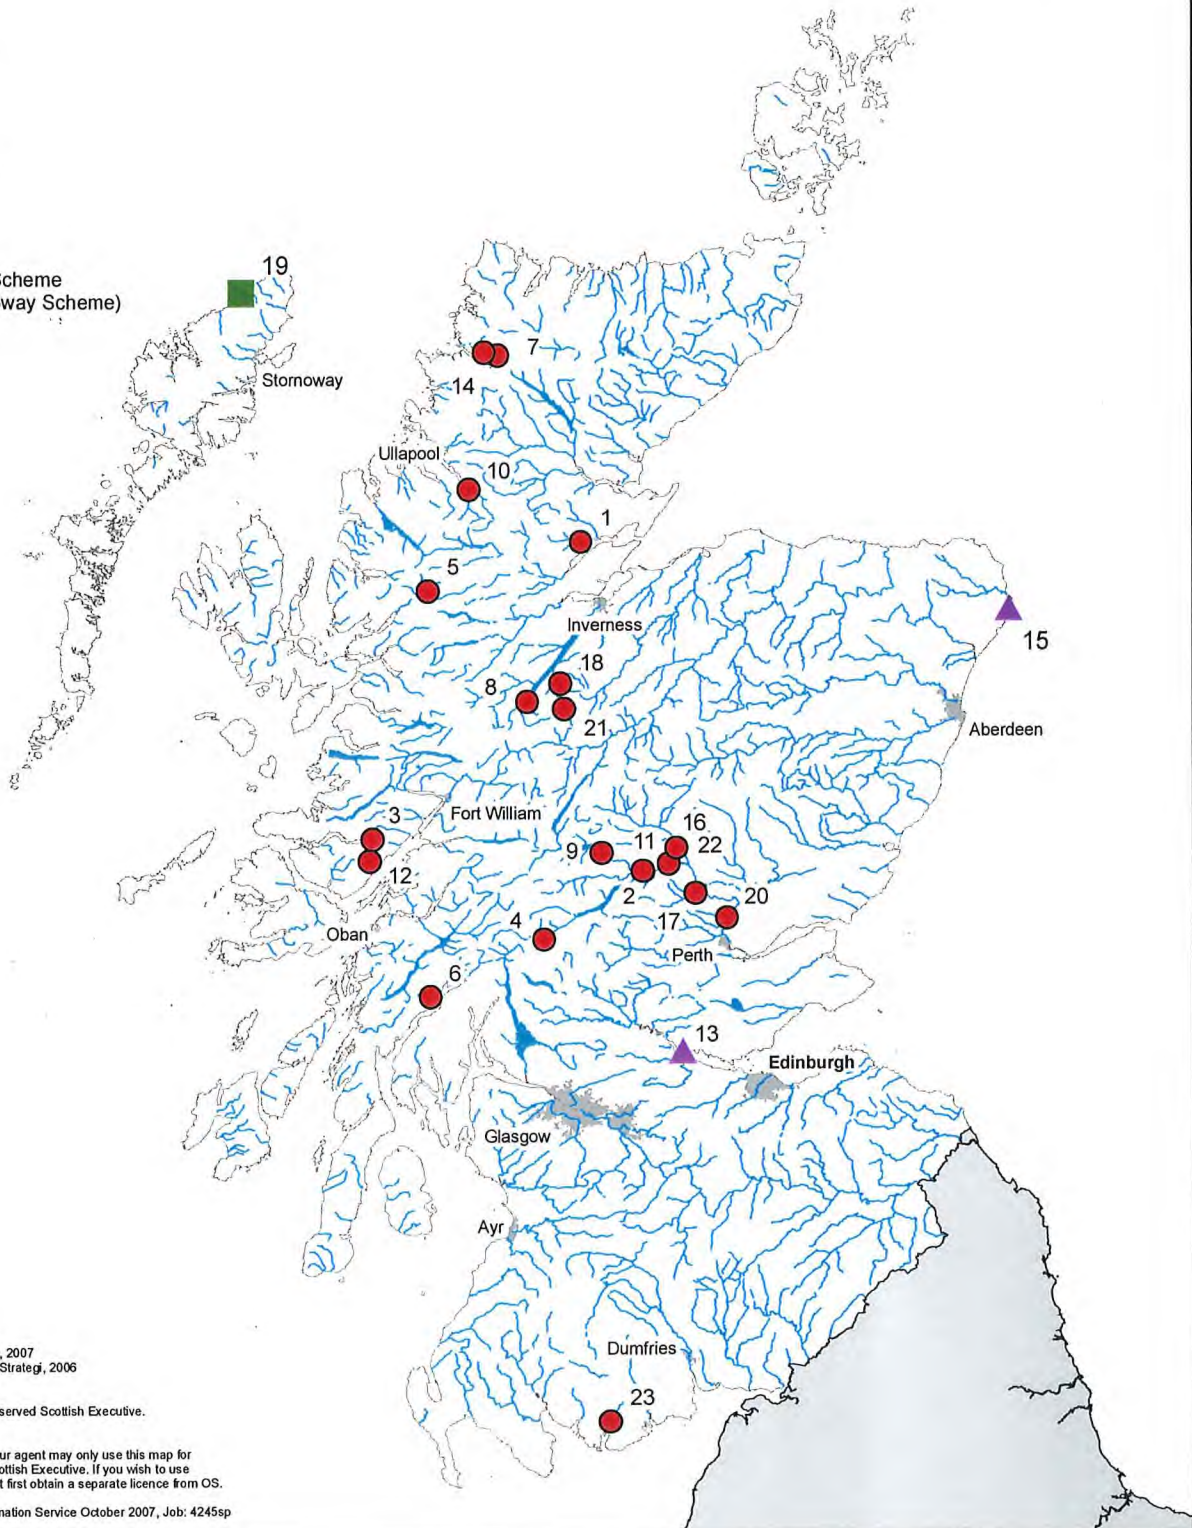 19
Scheme
way Scheme)
Stornoway
7
14
Ullapool
10
1
5
Inverness
15
18
8
21
Aberdeen
3
Fort William
16
11
22
9
12
2
20
17
4
Oban
Perth
6
13
Edinburgh
Glasgow
Ayr
Dumfries
, 2007
Strategi, 2006
23
served Scottish Executive.
ur agent may only use this map for
ottish Executive. If you wish to use
t first obtain a separate licence from OS.
nation Service October 2007, Job: 4245sp